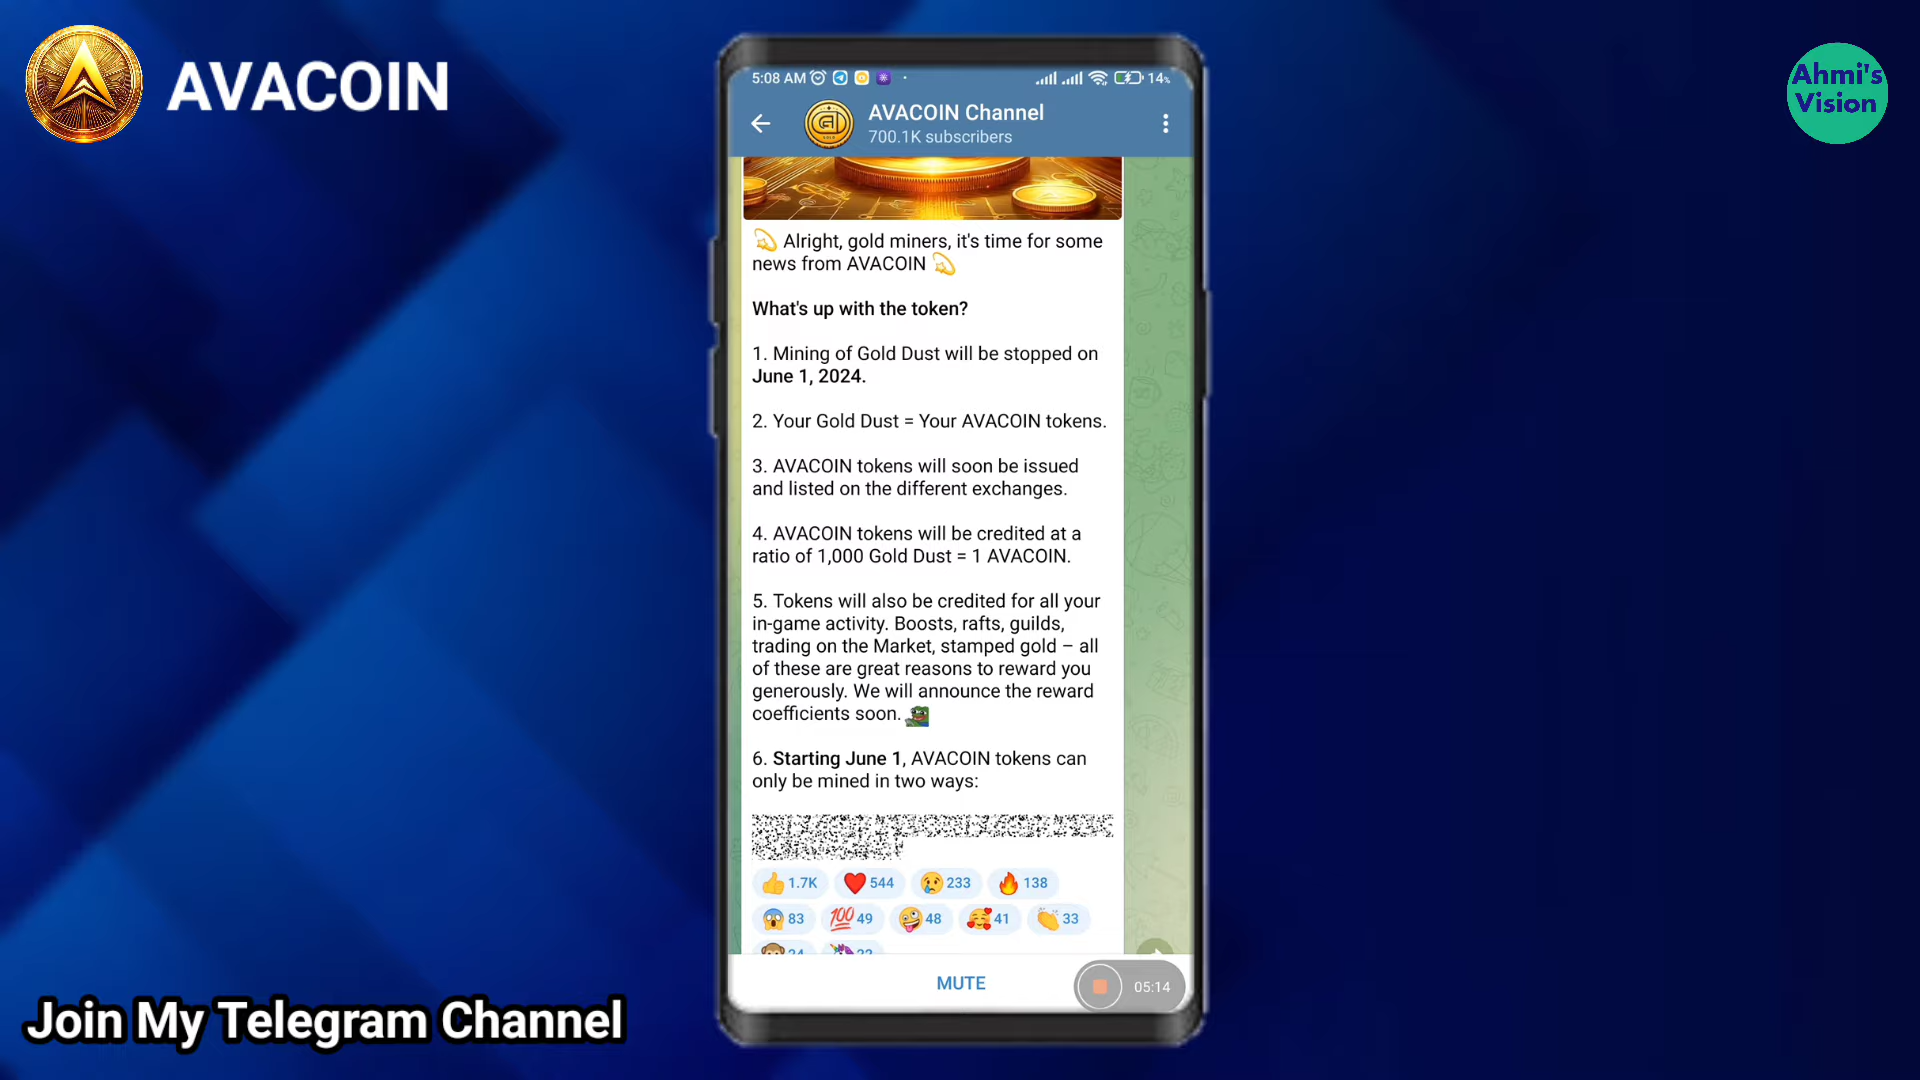 AVACOIN
Ahmi's
Vision
5:08 AM
14%
AVACOIN Channel
700.1K subscribers
💫 Alright, gold miners, it's time for some
news from AVACOIN 💫
What's up with the token?
1. Mining of Gold Dust will be stopped on
June 1, 2024.
2. Your Gold Dust = Your AVACOIN tokens.
3. AVACOIN tokens will soon be issued
and listed on the different exchanges.
4. AVACOIN tokens will be credited at a
ratio of 1,000 Gold Dust = 1 AVACOIN.
5. Tokens will also be credited for all your
in-game activity. Boosts, rafts, guilds,
trading on the Market, stamped gold – all
of these are great reasons to reward you
generously. We will announce the reward
coefficients soon.
6. Starting June 1, AVACOIN tokens can
only be mined in two ways:
👍 1.7K ❤️ 544 😢 233 🔥 138
😱 83 💯 49 🤪 48 🥰 41 👏 33
MUTE
05:14
Join My Telegram Channel